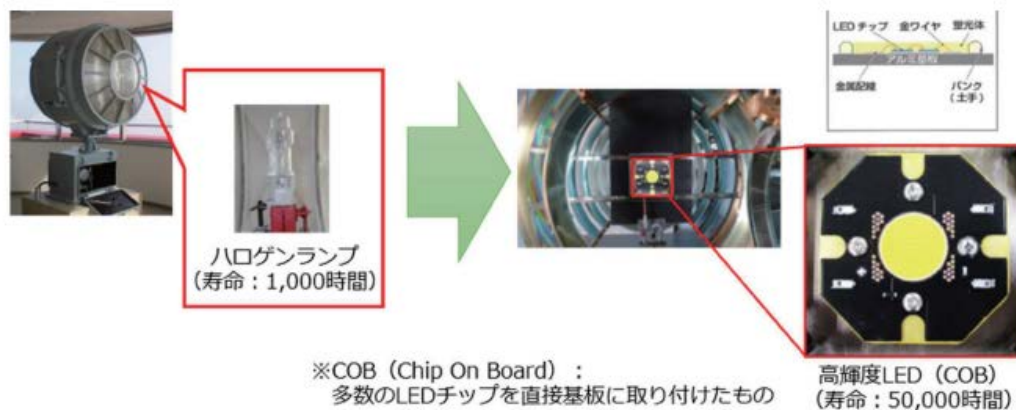 ハロゲンランプ
(寿命:1,000時間)
LEDチップ 金ワイヤ 蛍光体
アルミ基板
金属配線
バンク
(土手)
※COB(Chip On Board):
多数のLEDチップを直接基板に取り付けたもの
高輝度LED(COB)
(寿命:50,000時間)